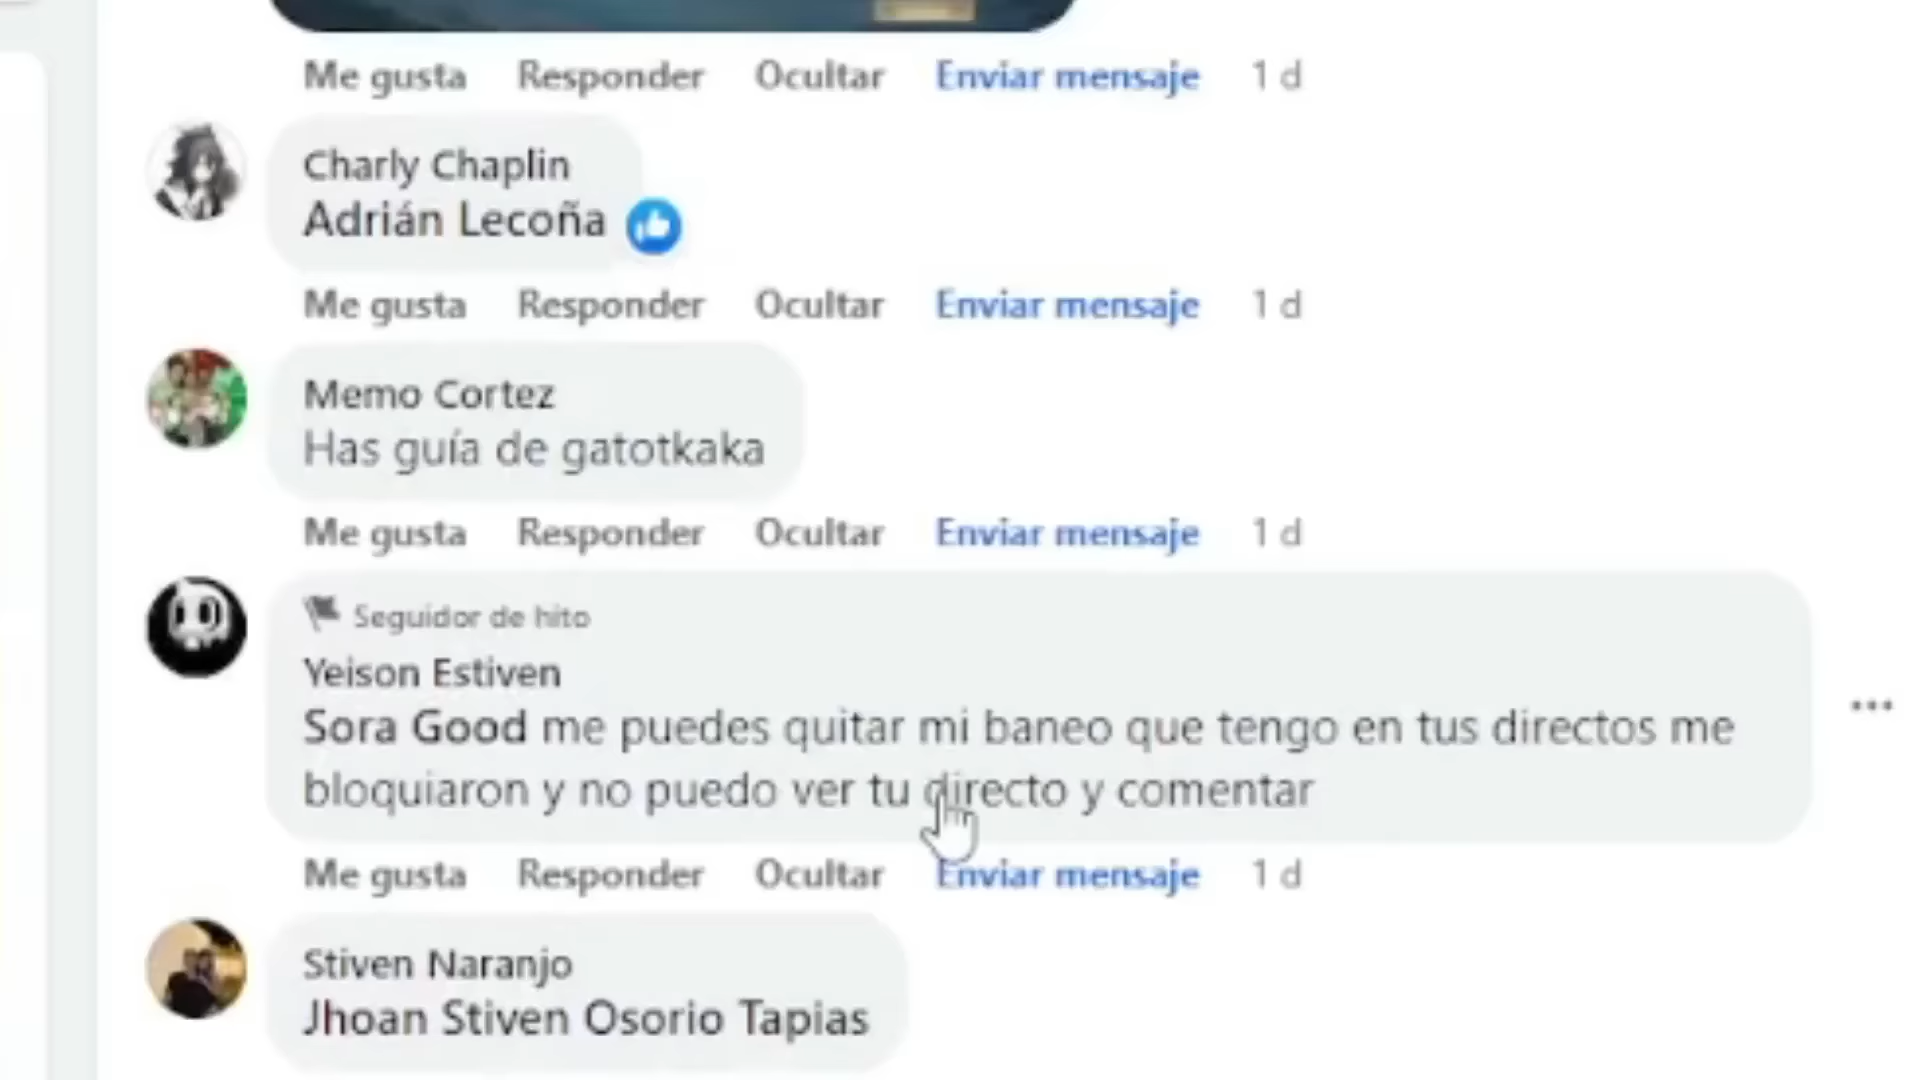 Me gusta Responder Ocultar Enviar mensaje 1 d
Charly Chaplin
Adrián Lecoña
Me gusta Responder Ocultar Enviar mensaje 1 d
Memo Cortez
Has guía de gatotkaka
Me gusta Responder Ocultar Enviar mensaje 1 d
Seguidor de hito
Yeison Estiven
Sora Good me puedes quitar mi baneo que tengo en tus directos me
bloquiaron y no puedo ver tu directo y comentar
Me gusta Responder Ocultar Enviar mensaje 1 d
Stiven Naranjo
Jhoan Stiven Osorio Tapias